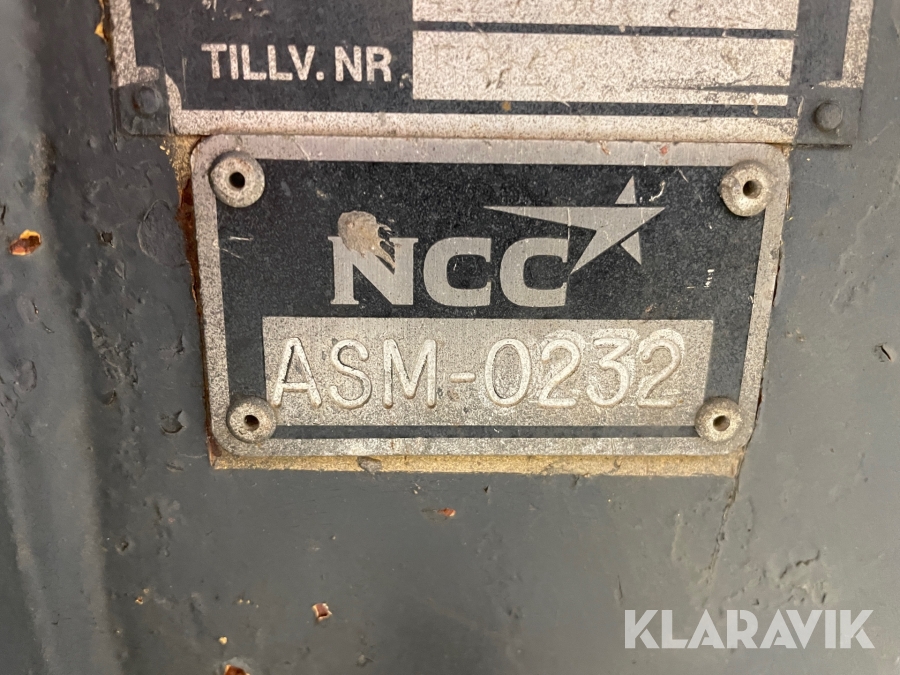 TILLV. NR
NCC
ASM-0232
KLARAVIK